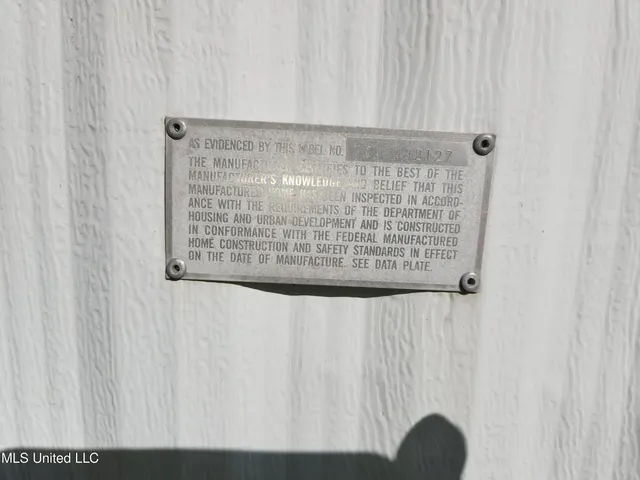 AS EVIDENCED BY THIS LABEL NO.
THE MANUFACTURER CERTIFIES TO THE BEST OF THE
MANUFACTURER'S KNOWLEDGE AND BELIEF THAT THIS
MANUFACTURED HOME HAS BEEN INSPECTED IN ACCORD-
ANCE WITH THE REQUIREMENTS OF THE DEPARTMENT OF
HOUSING AND URBAN DEVELOPMENT AND IS CONSTRUCTED
IN CONFORMANCE WITH THE FEDERAL MANUFACTURED
HOME CONSTRUCTION AND SAFETY STANDARDS IN EFFECT
ON THE DATE OF MANUFACTURE. SEE DATA PLATE.
MLS United LLC